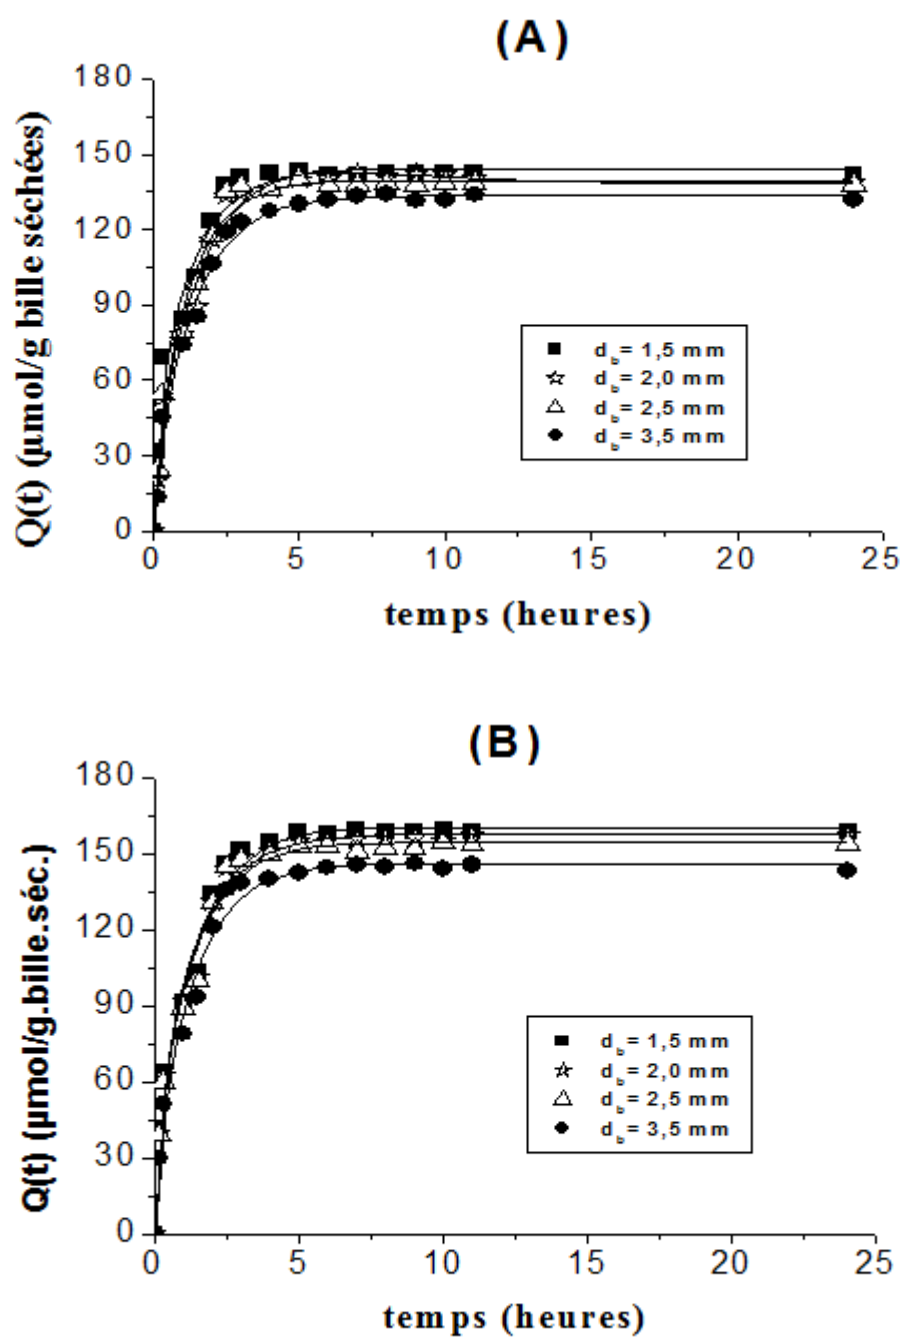 (A)
180
150
120
90
60
30
0
Q(t) (µmol/g bille séchées)
d_b= 1,5 mm
d_b= 2,0 mm
d_b= 2,5 mm
d_b= 3,5 mm
0 5 10 15 20 25
temps (heures)
(B)
180
150
120
90
60
30
0
Q(t) (µmol/g.bille.séc.)
d_b= 1,5 mm
d_b= 2,0 mm
d_b= 2,5 mm
d_b= 3,5 mm
0 5 10 15 20 25
temps (heures)